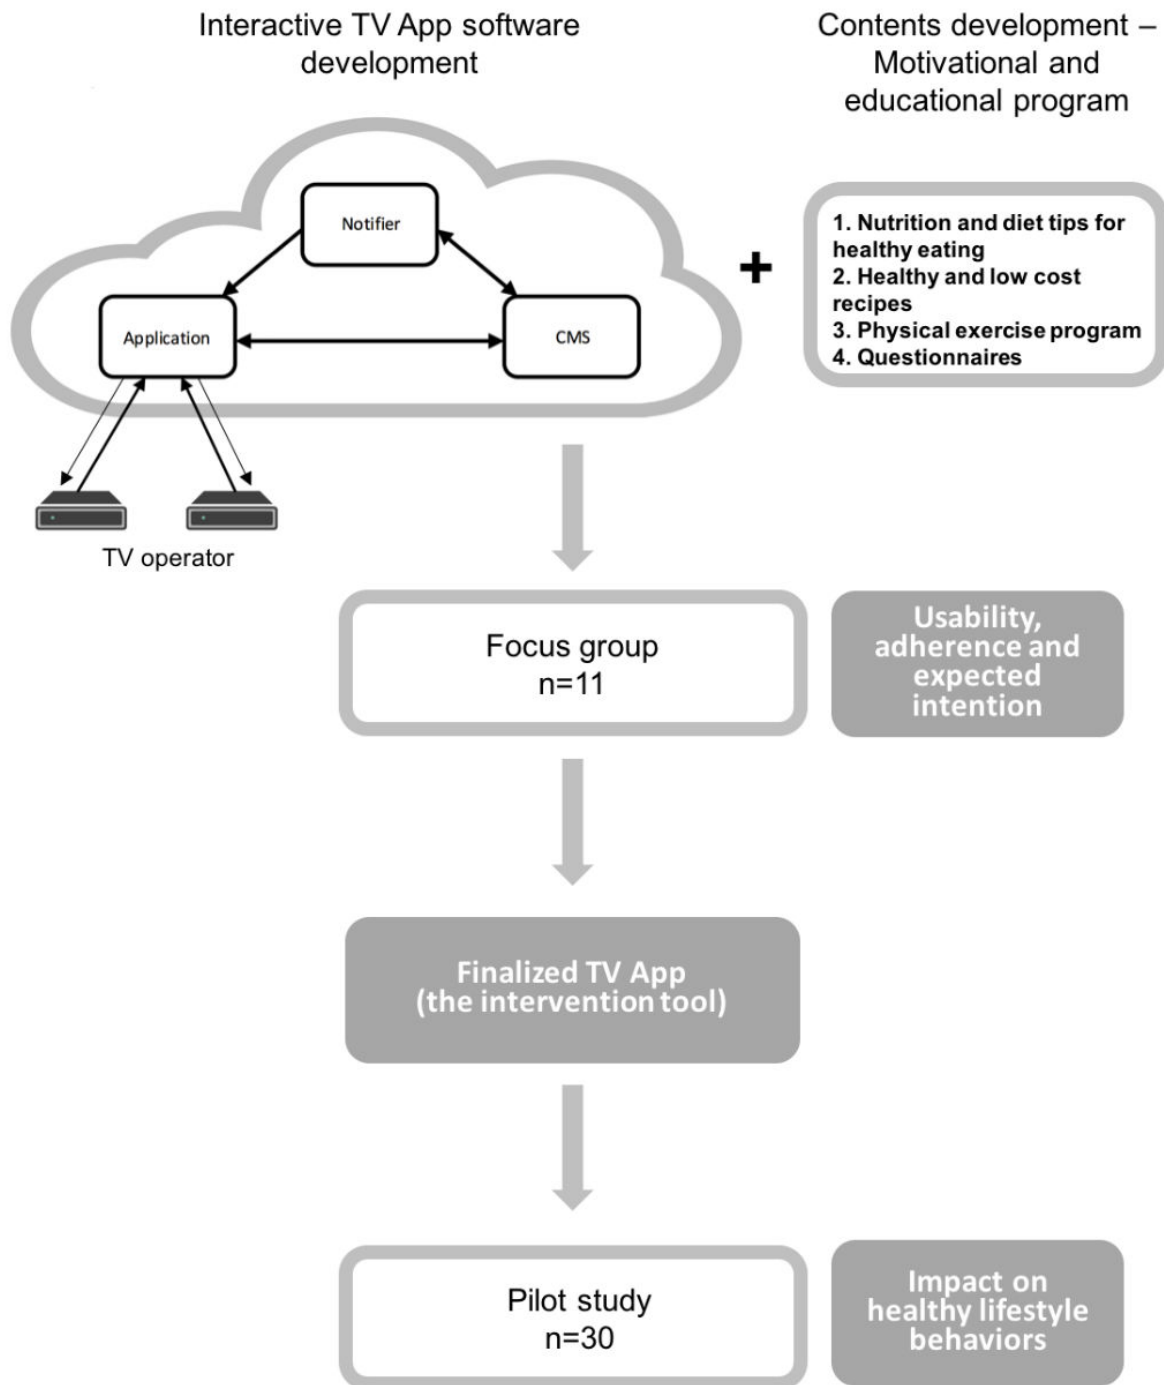 Interactive TV App software
development
Contents development –
Motivational and
educational program
Notifier
Application
CMS
TV operator
+
1. Nutrition and diet tips for
healthy eating
2. Healthy and low cost
recipes
3. Physical exercise program
4. Questionnaires
Focus group
n=11
Usability,
adherence and
expected
intention
Finalized TV App
(the intervention tool)
Pilot study
n=30
Impact on
healthy lifestyle
behaviors